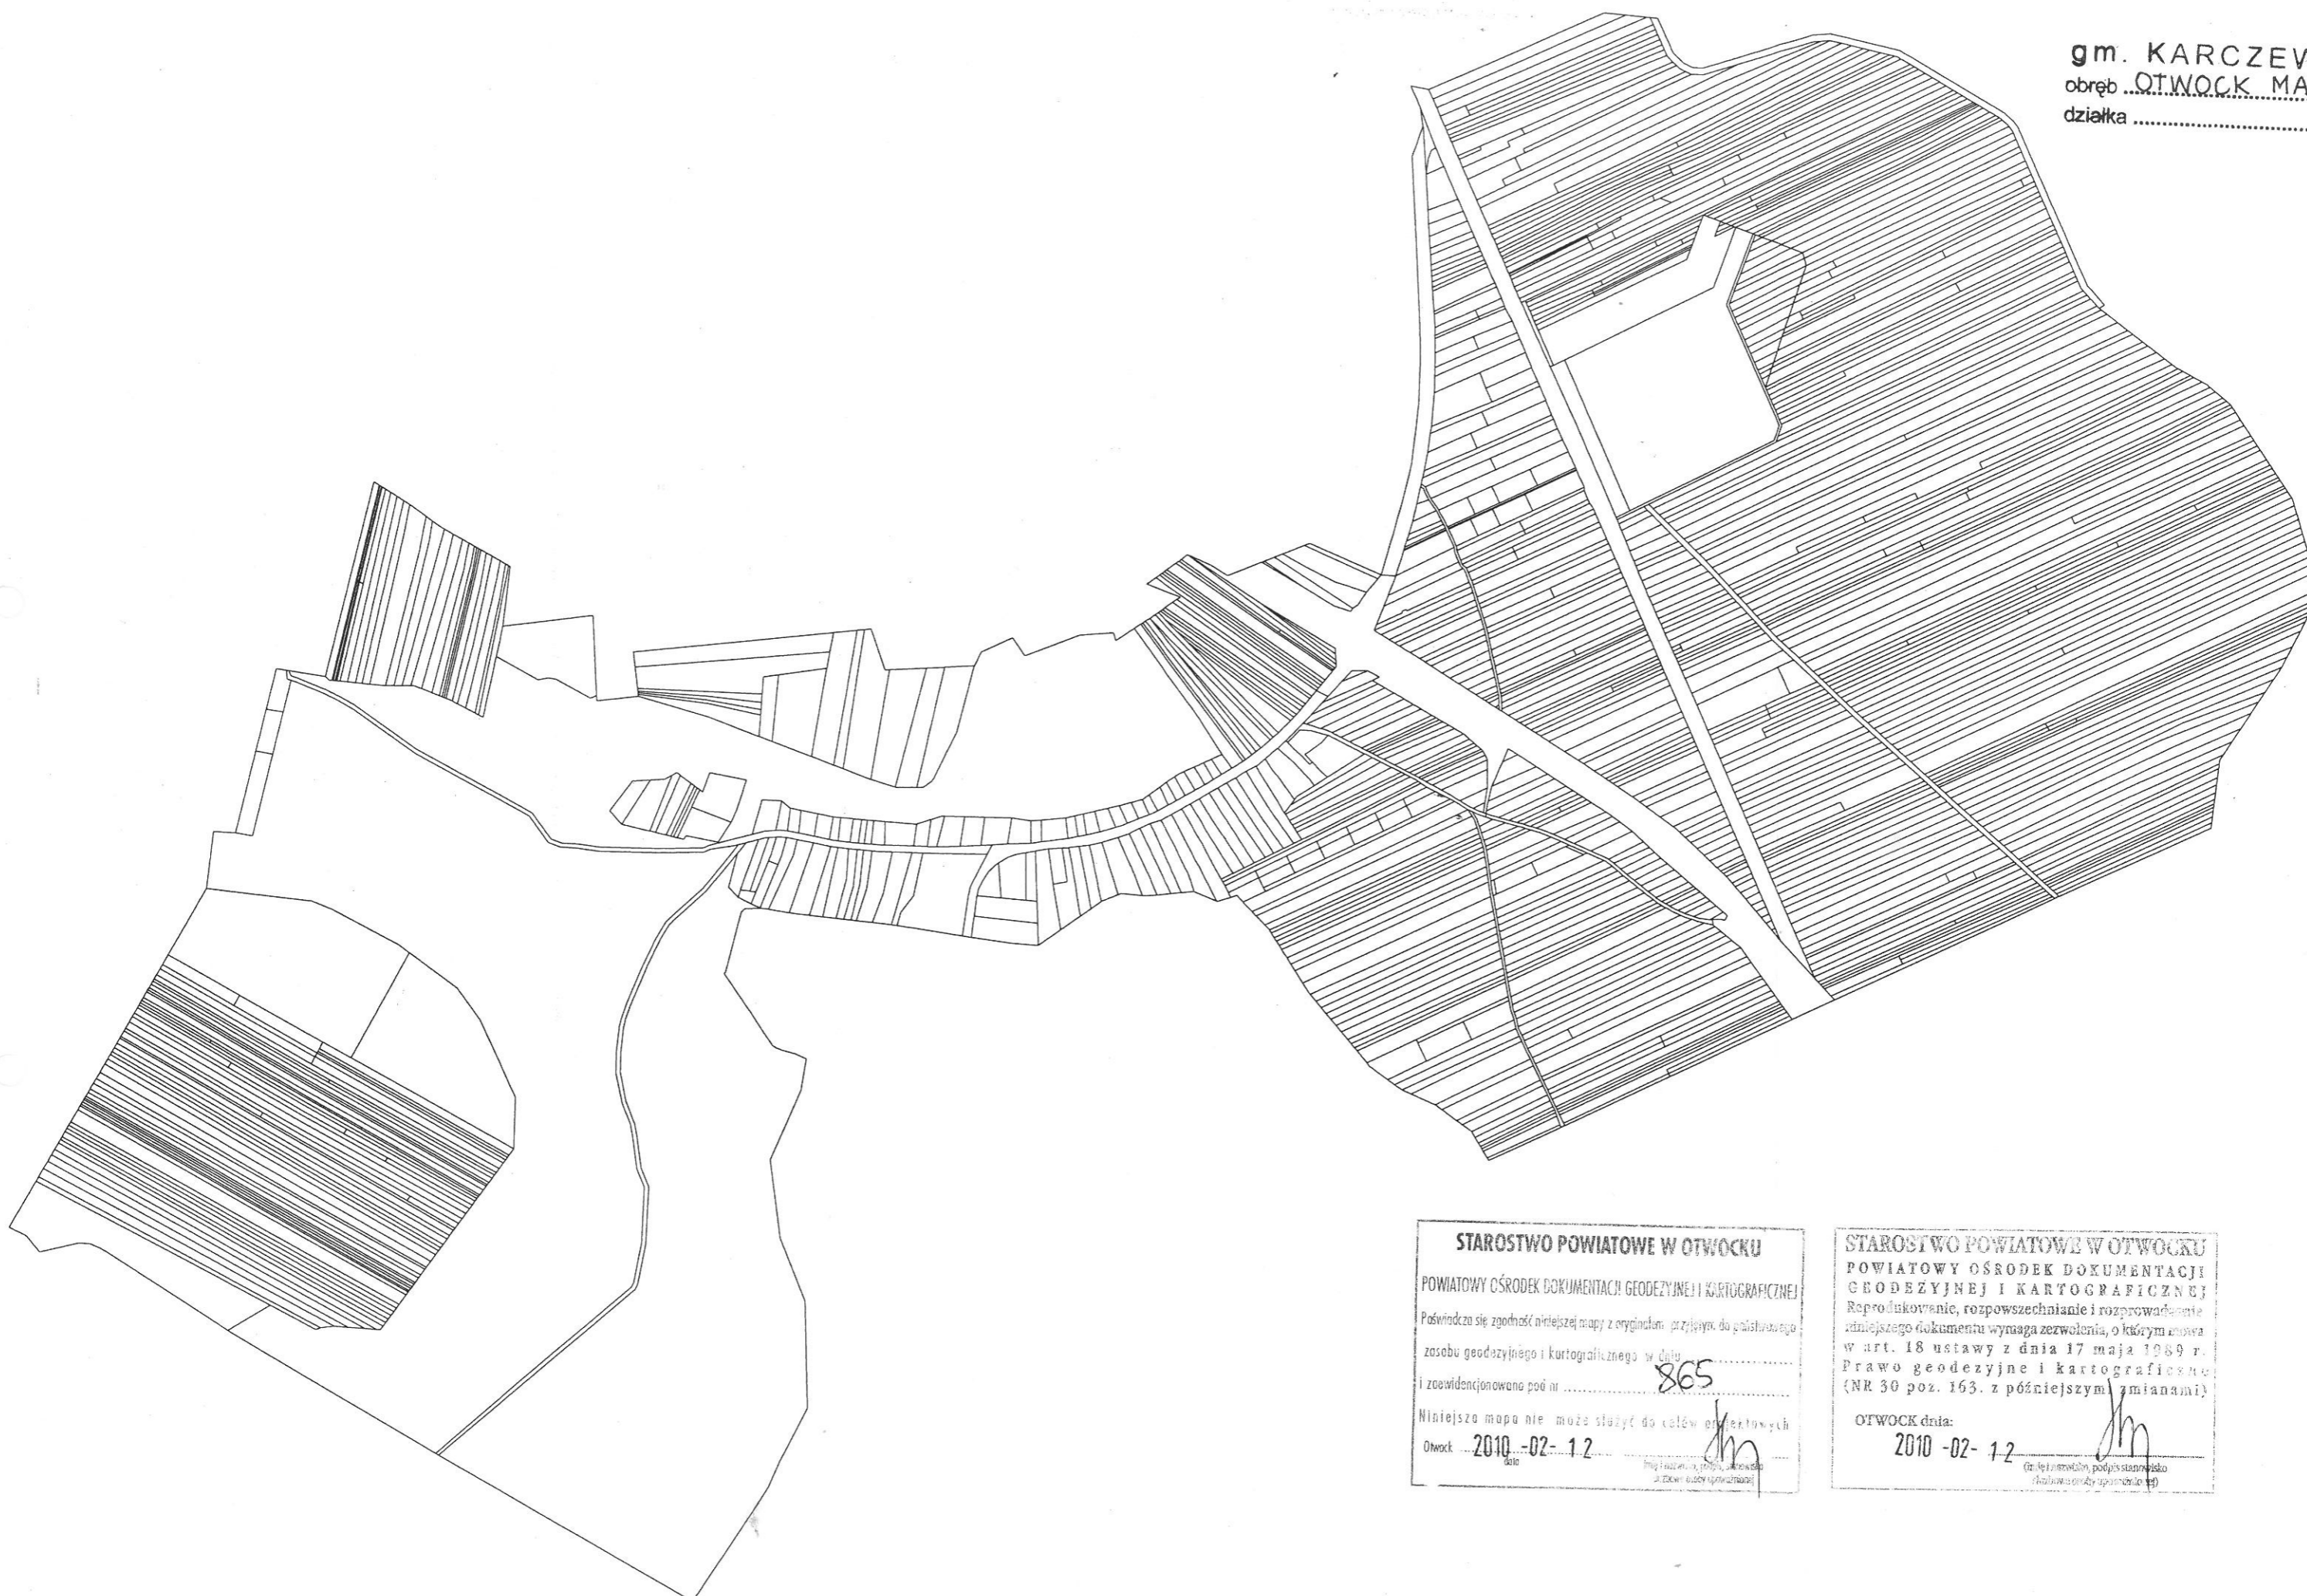 gm. KARCZEW
obręb OTWOCK MA
działka
STAROSTWO POWIATOWE W OTWOCKU
POWIATOWY OŚRODEK DOKUMENTACJI GEODEZYJNEJ I KARTOGRAFICZNEJ
Poświadcza się zgodność niniejszej mapy z oryginałem przyjętym do państwowego
zasobu geodezyjnego i kartograficznego w dniu
i zaewidencjonowano pod nr 865
Niniejsza mapa nie może służyć do celów projektowych
Otwock 2010 -02- 12
data
STAROSTWO POWIATOWE W OTWOCKU
POWIATOWY OŚRODEK DOKUMENTACJI
GEODEZYJNEJ I KARTOGRAFICZNEJ
Reprodukowanie, rozpowszechnianie i rozprowadzanie
niniejszego dokumentu wymaga zezwolenia, o którym mowa
w art. 18 ustawy z dnia 17 maja 1989 r.
Prawo geodezyjne i kartograficzne
(NR 30 poz. 163. z późniejszym zmianami)
OTWOCK dnia:
2010 -02- 12